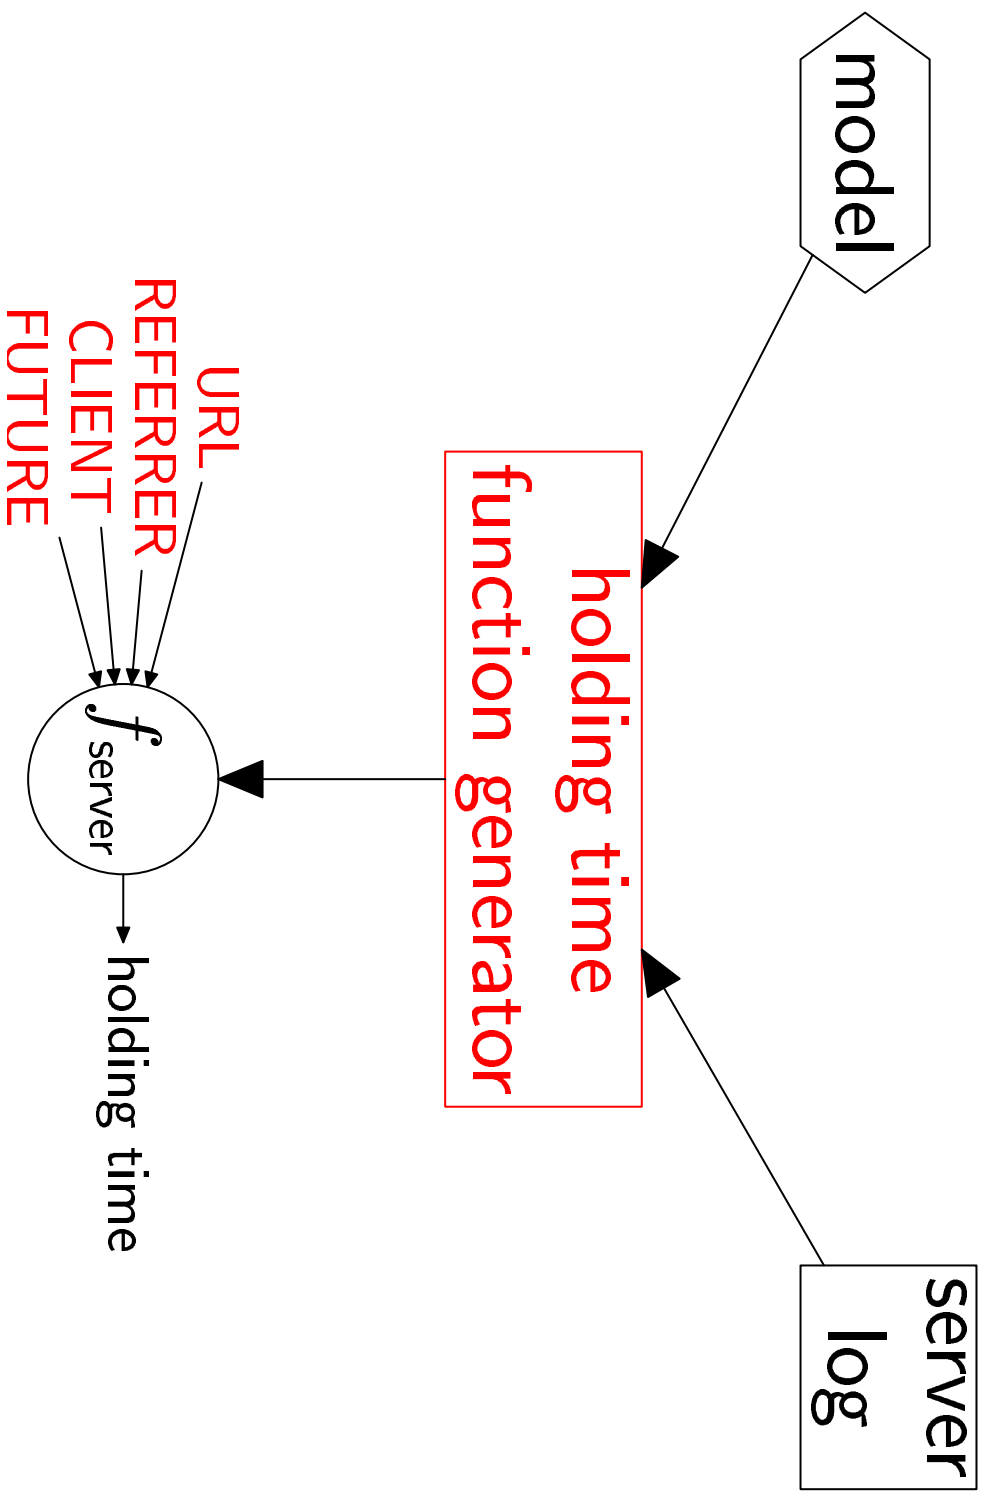 model
server
log
holding time
function generator
URL
REFERRER
CLIENT
FUTURE
f server
holding time